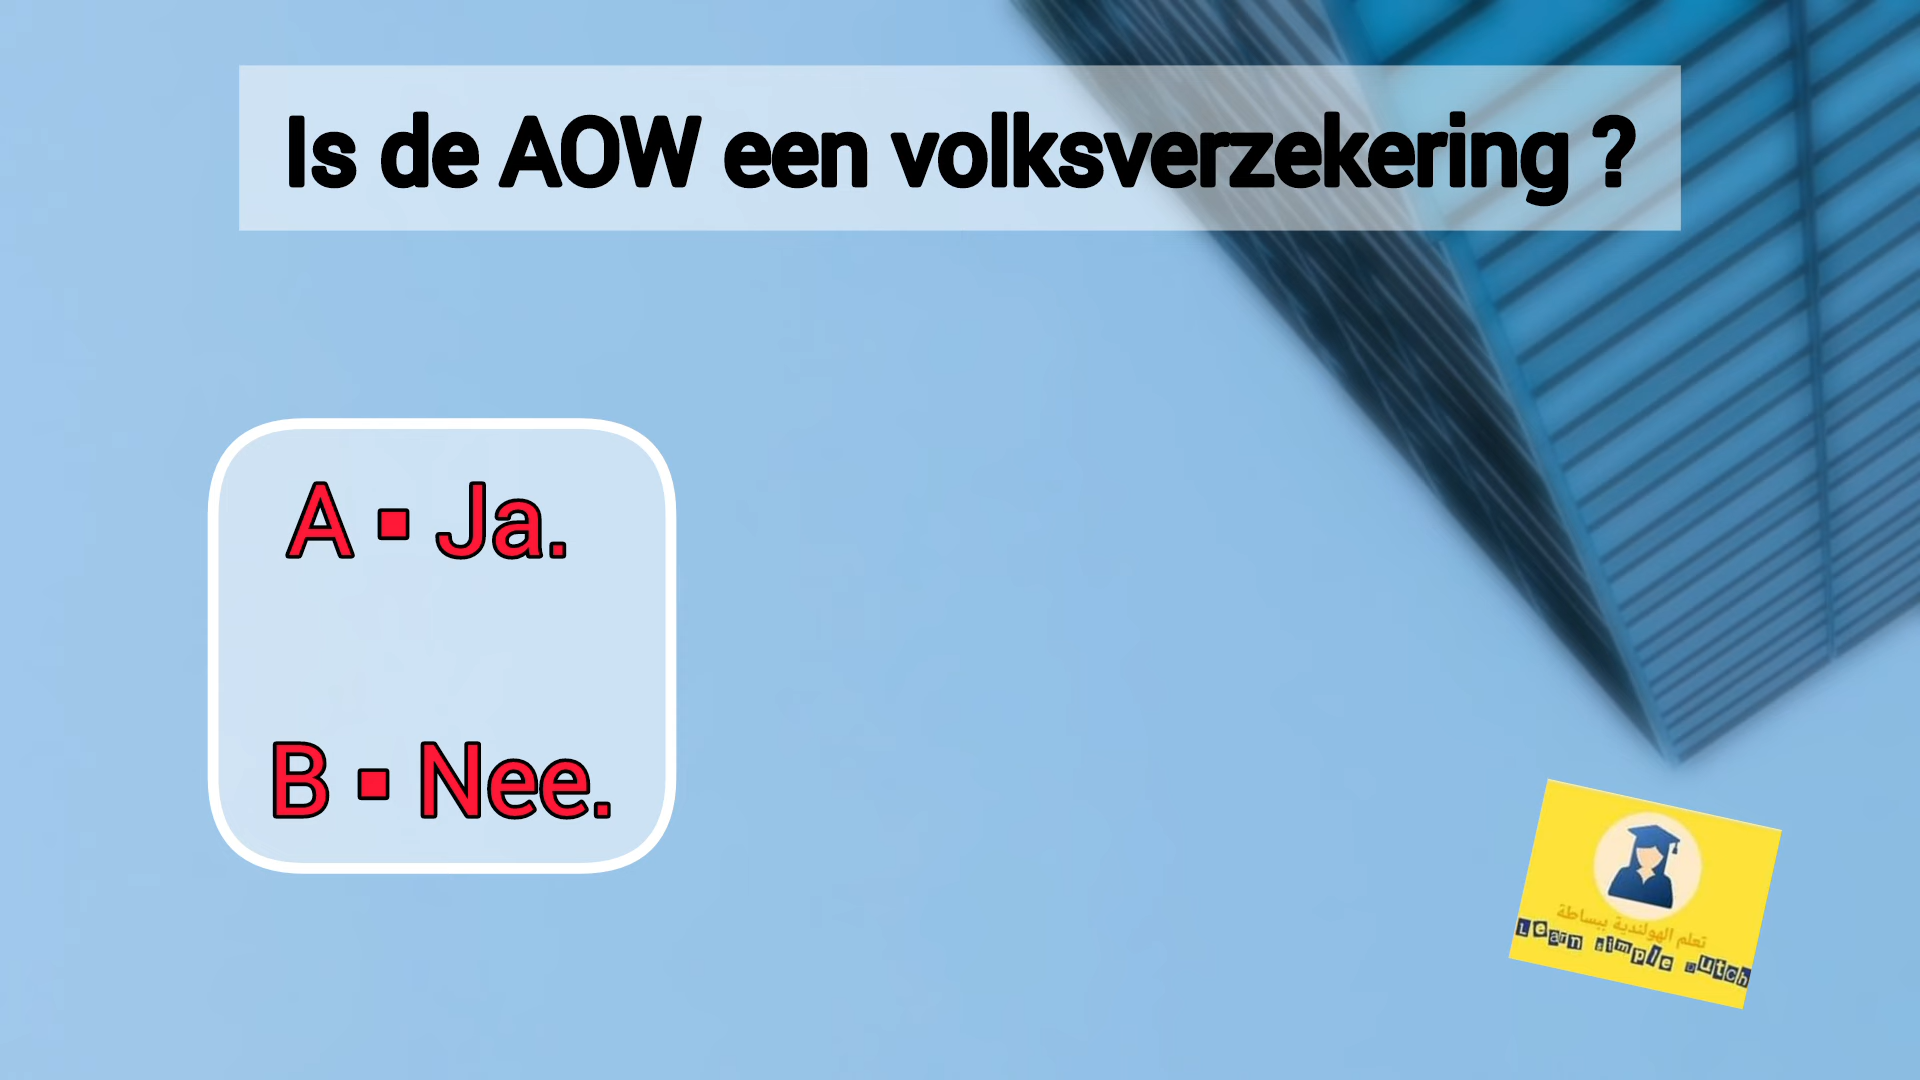 Is de AOW een volksverzekering ?
A ▪ Ja.
B ▪ Nee.
تعلم الهولندية ببساطة
Learn simple Dutch